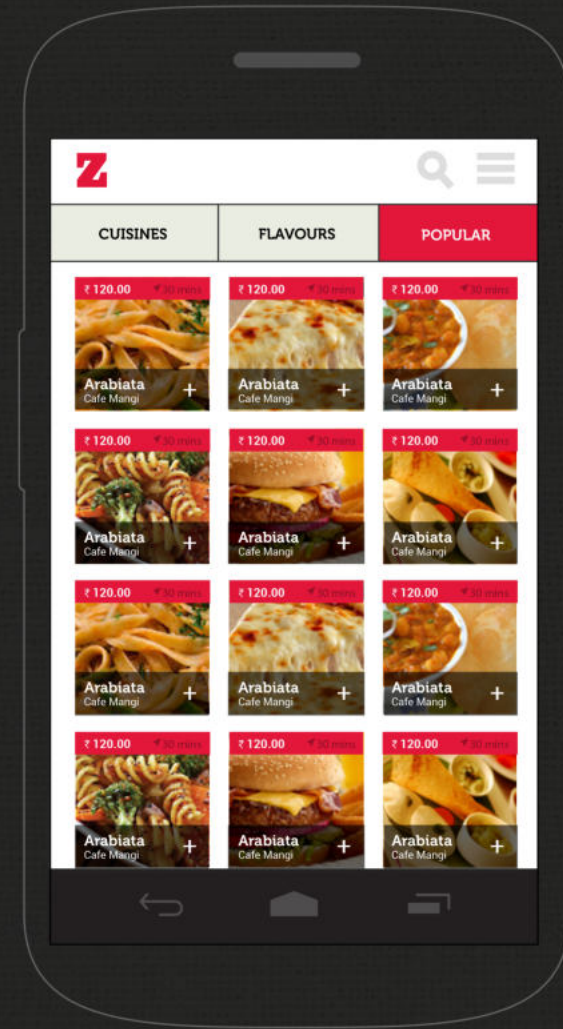 Z
CUISINES FLAVOURS POPULAR
₹ 120.00 30 mins ₹ 120.00 30 mins ₹ 120.00 30 mins
Arabiata + Arabiata + Arabiata +
Cafe Mangi Cafe Mangi Cafe Mangi
₹ 120.00 30 mins ₹ 120.00 30 mins ₹ 120.00 30 mins
Arabiata + Arabiata + Arabiata +
Cafe Mangi Cafe Mangi Cafe Mangi
₹ 120.00 30 mins ₹ 120.00 30 mins ₹ 120.00 30 mins
Arabiata + Arabiata + Arabiata +
Cafe Mangi Cafe Mangi Cafe Mangi
₹ 120.00 30 mins ₹ 120.00 30 mins ₹ 120.00 30 mins
Arabiata + Arabiata + Arabiata +
Cafe Mangi Cafe Mangi Cafe Mangi